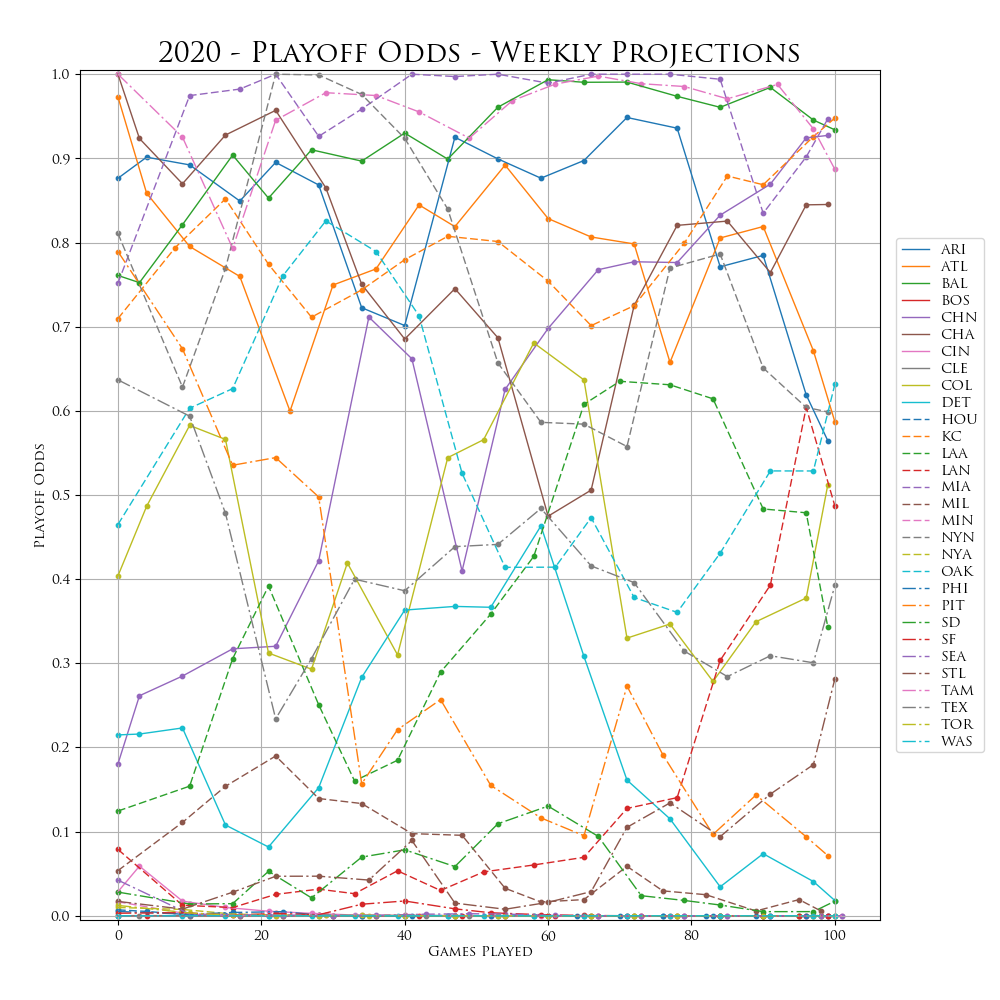 2020 - Playoff Odds - Weekly Projections
1.0
0.9
0.8
0.7
0.6
0.5
0.4
0.3
0.2
0.1
0.0
Playoff Odds
0 20 40 60 80 100
Games Played
ARI
ATL
BAL
BOS
CHN
CHA
CIN
CLE
COL
DET
HOU
KC
LAA
LAN
MIA
MIL
MIN
NYN
NYA
OAK
PHI
PIT
SD
SF
SEA
STL
TAM
TEX
TOR
WAS